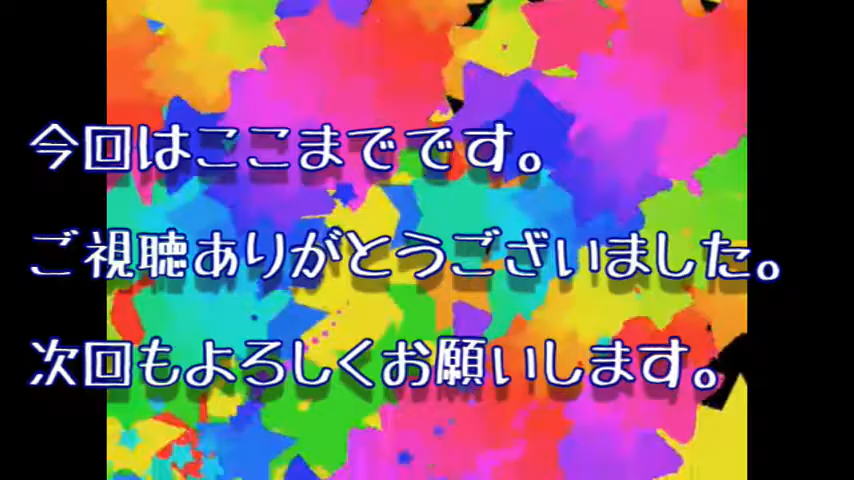 今回はここまでです。
ご視聴ありがとうございました。
次回もよろしくお願いします。